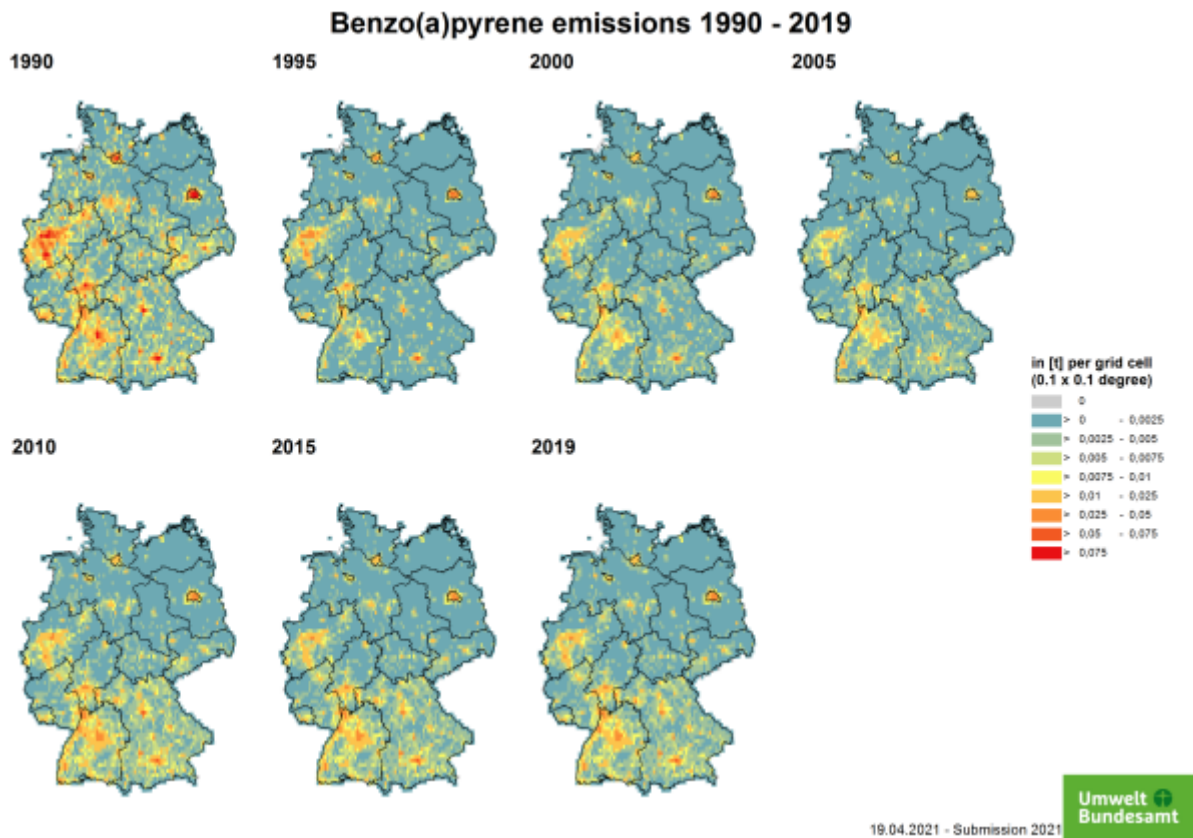 Benzo(a)pyrene emissions 1990 - 2019
1990
1995
2000
2005
in [t] per grid cell
(0.1 x 0.1 degree)
0
> 0 - 0,0025
> 0,0025 - 0,005
> 0,005 - 0,0075
> 0,0075 - 0,01
> 0,01 - 0,025
> 0,025 - 0,05
> 0,05 - 0,075
> 0,075
2010
2015
2019
Umwelt
Bundesamt
19.04.2021 - Submission 2021